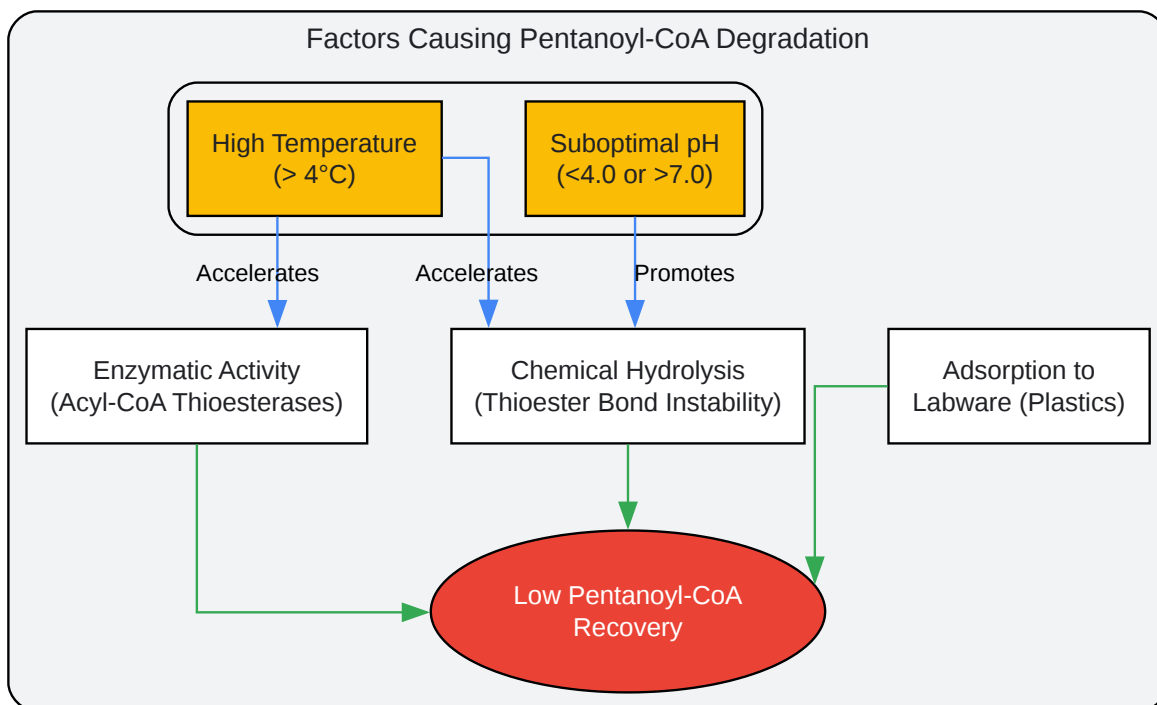 Factors Causing Pentanoyl-CoA Degradation
High Temperature
(> 4°C)
Suboptimal pH
(<4.0 or >7.0)
Accelerates
Accelerates
Promotes
Enzymatic Activity
(Acyl-CoA Thioesterases)
Chemical Hydrolysis
(Thioester Bond Instability)
Adsorption to
Labware (Plastics)
Low Pentanoyl-CoA
Recovery